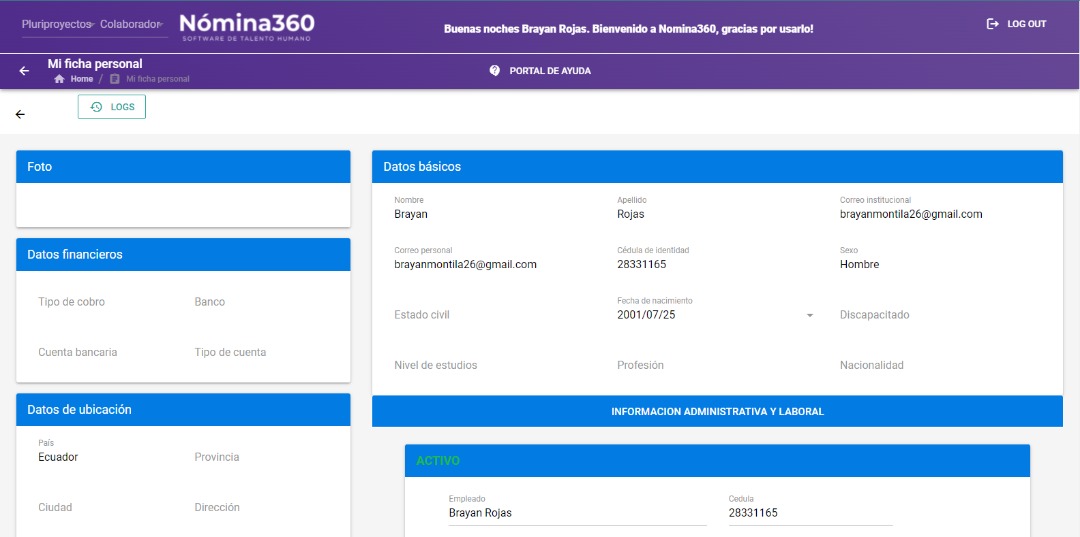 Pluriproyectos Colaborador
Nómina360
SOFTWARE DE TALENTO HUMANO
Buenas noches Brayan Rojas. Bienvenido a Nomina360, gracias por usarlo!
LOG OUT
Mi ficha personal
Home / Mi ficha personal
PORTAL DE AYUDA
LOGS
Foto
Datos financieros
Tipo de cobro Banco
Cuenta bancaria Tipo de cuenta
Datos de ubicación
País
Ecuador Provincia
Ciudad Dirección
Datos básicos
Nombre Apellido Correo institucional
Brayan Rojas brayanmontila26@gmail.com
Correo personal Cédula de identidad Sexo
brayanmontila26@gmail.com 28331165 Hombre
Fecha de nacimiento
Estado civil 2001/07/25 Discapacitado
Nivel de estudios Profesión Nacionalidad
INFORMACION ADMINISTRATIVA Y LABORAL
ACTIVO
Empleado Cedula
Brayan Rojas 28331165